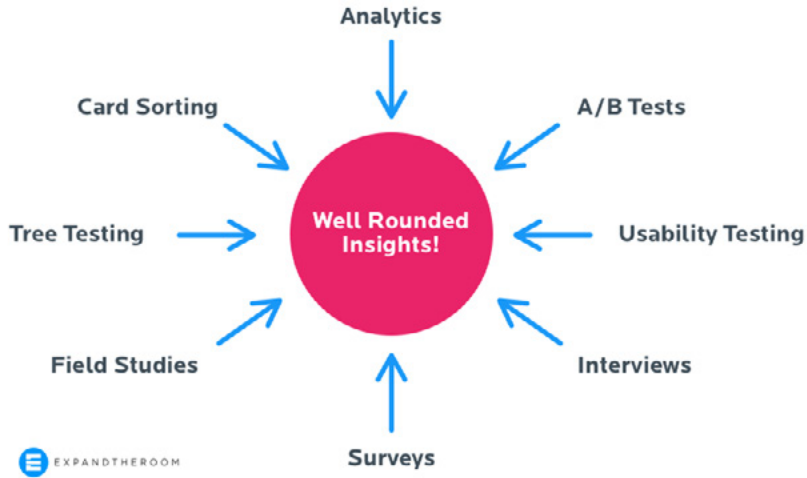 Analytics
Card Sorting
A/B Tests
Well Rounded
Insights!
Tree Testing
Usability Testing
Field Studies
Interviews
Surveys
E EXPANDTHEROOM